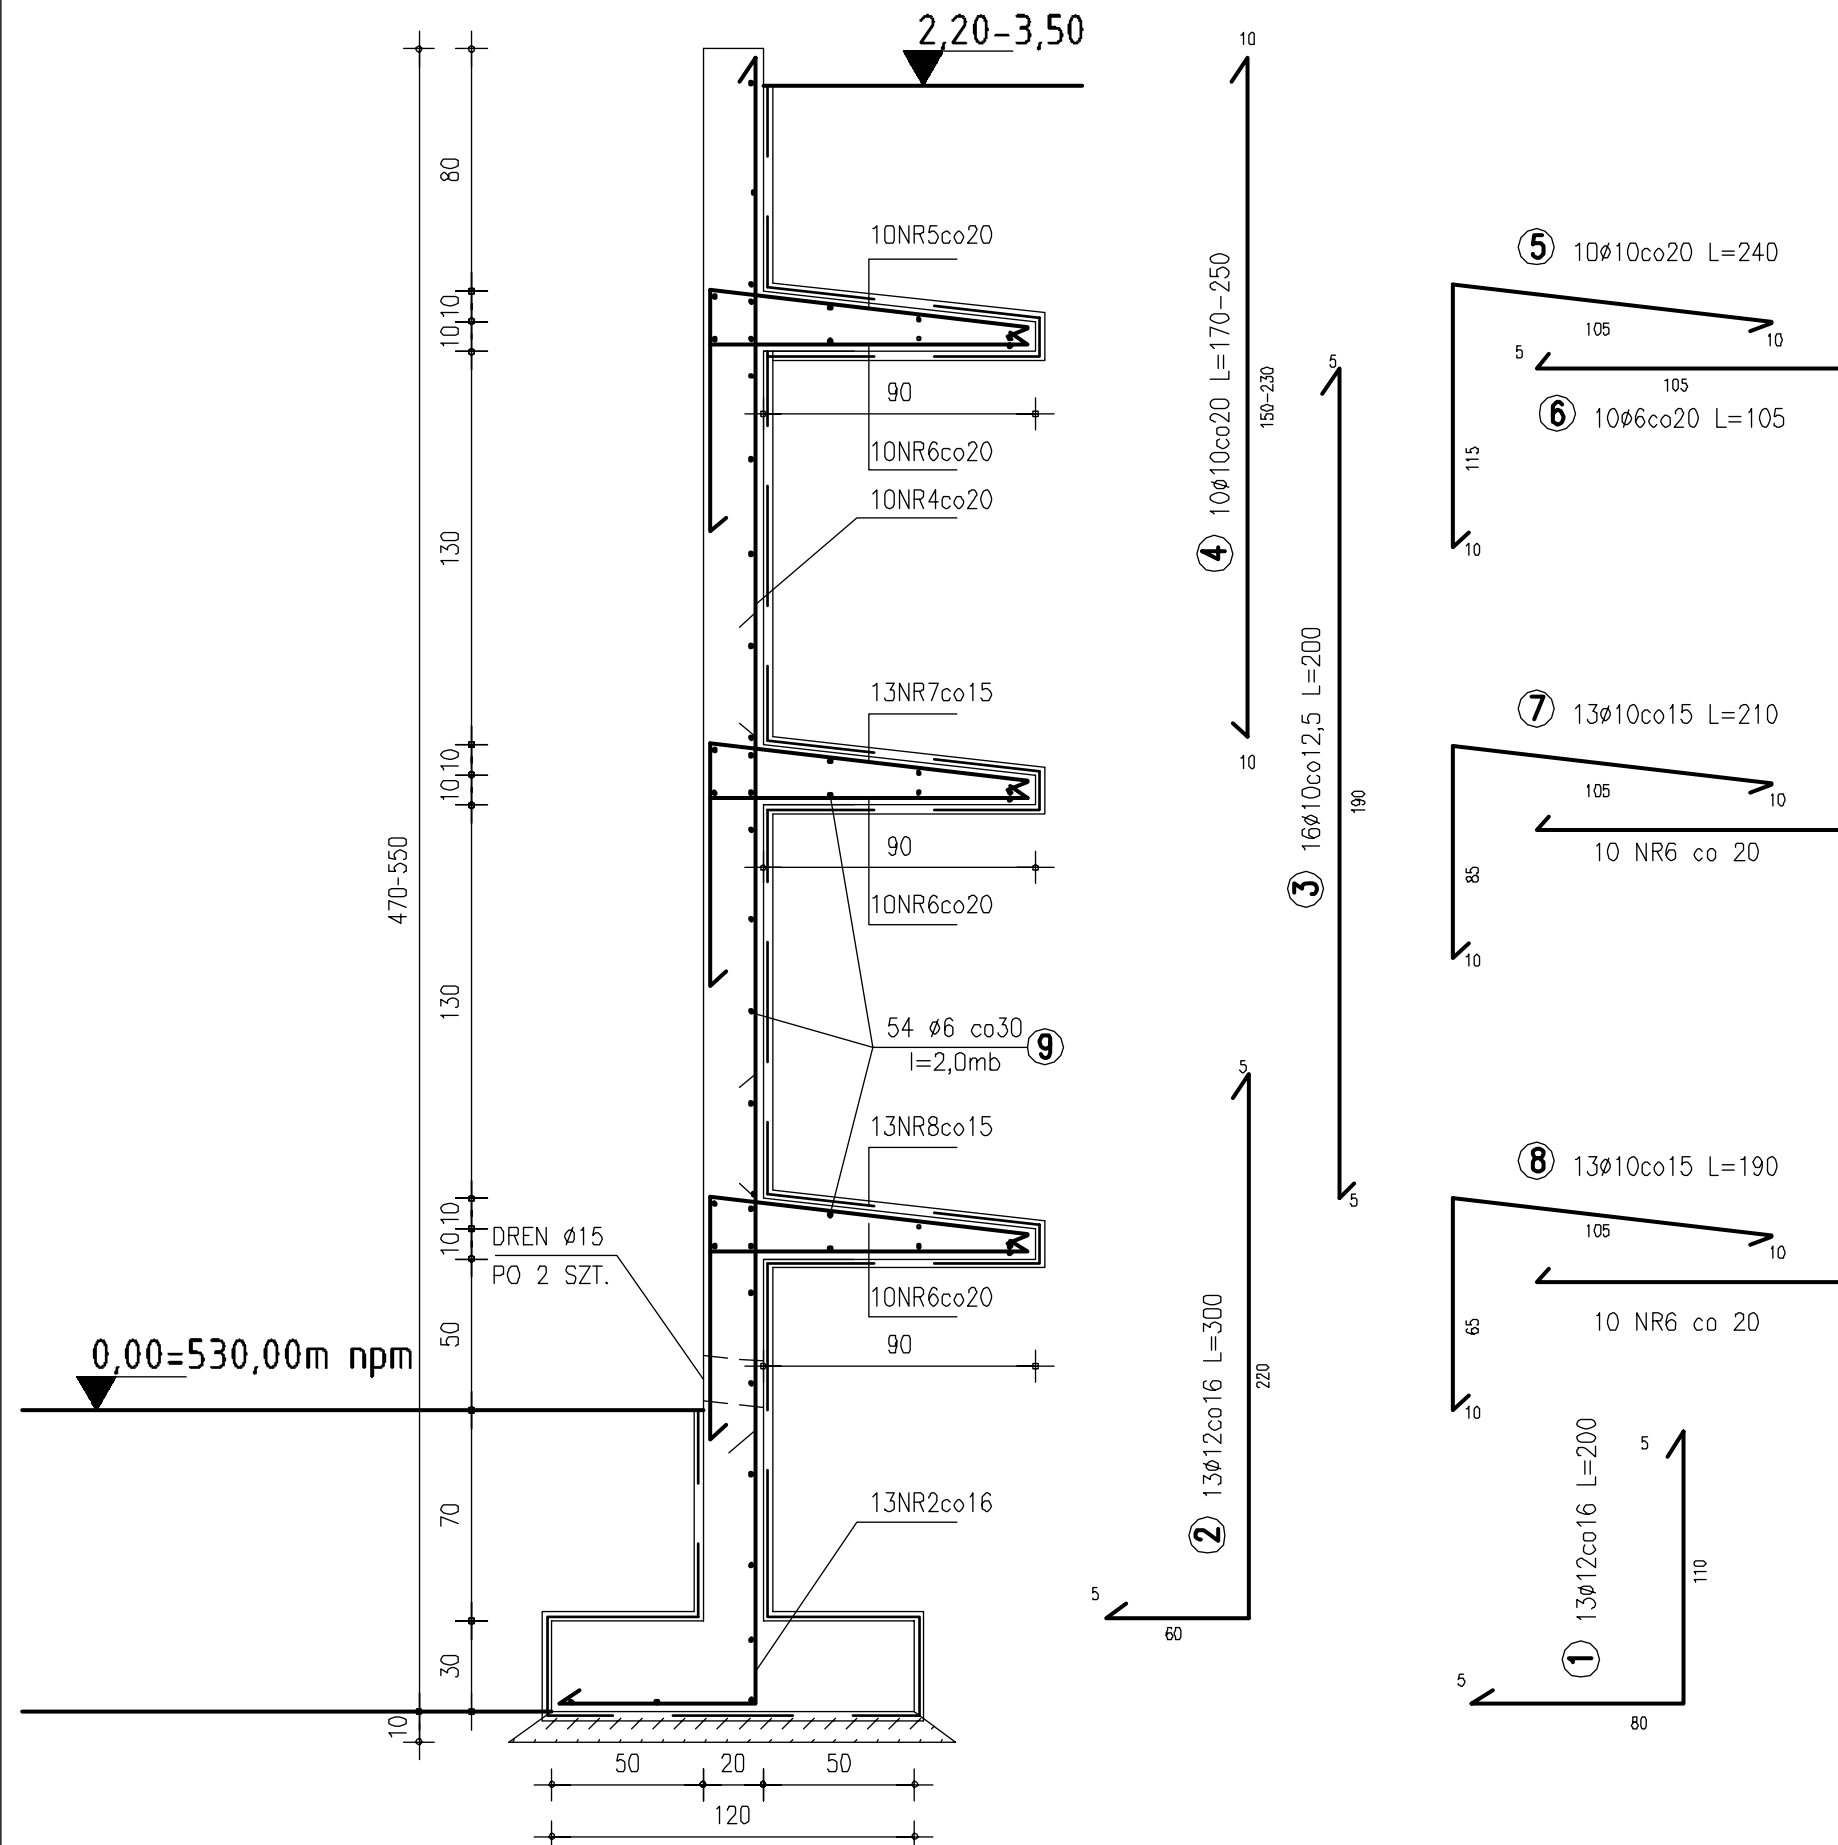 2,20-3,50
80
10
10
130
10
10
130
10
10
50
70
30
10
470-550
0,00=530,00m npm
DREN ø15
PO 2 SZT.
10NR5co20
90
10NR6co20
10NR4co20
13NR7co15
90
10NR6co20
54 ø6 co30
l=2,0mb
9
13NR8co15
10NR6co20
90
13NR2co16
50
20
50
120
10
4 10ø10co20 L=170-250
150-230
10
5
3 16ø10co12,5 L=200
190
5
5
2 13ø12co16 L=300
220
5
60
5 10ø10co20 L=240
105
10
115
10
5
105
6 10ø6co20 L=105
7 13ø10co15 L=210
105
10
85
10
10 NR6 co 20
8 13ø10co15 L=190
105
10
65
10
10 NR6 co 20
5
1 13ø12co16 L=200
110
5
80